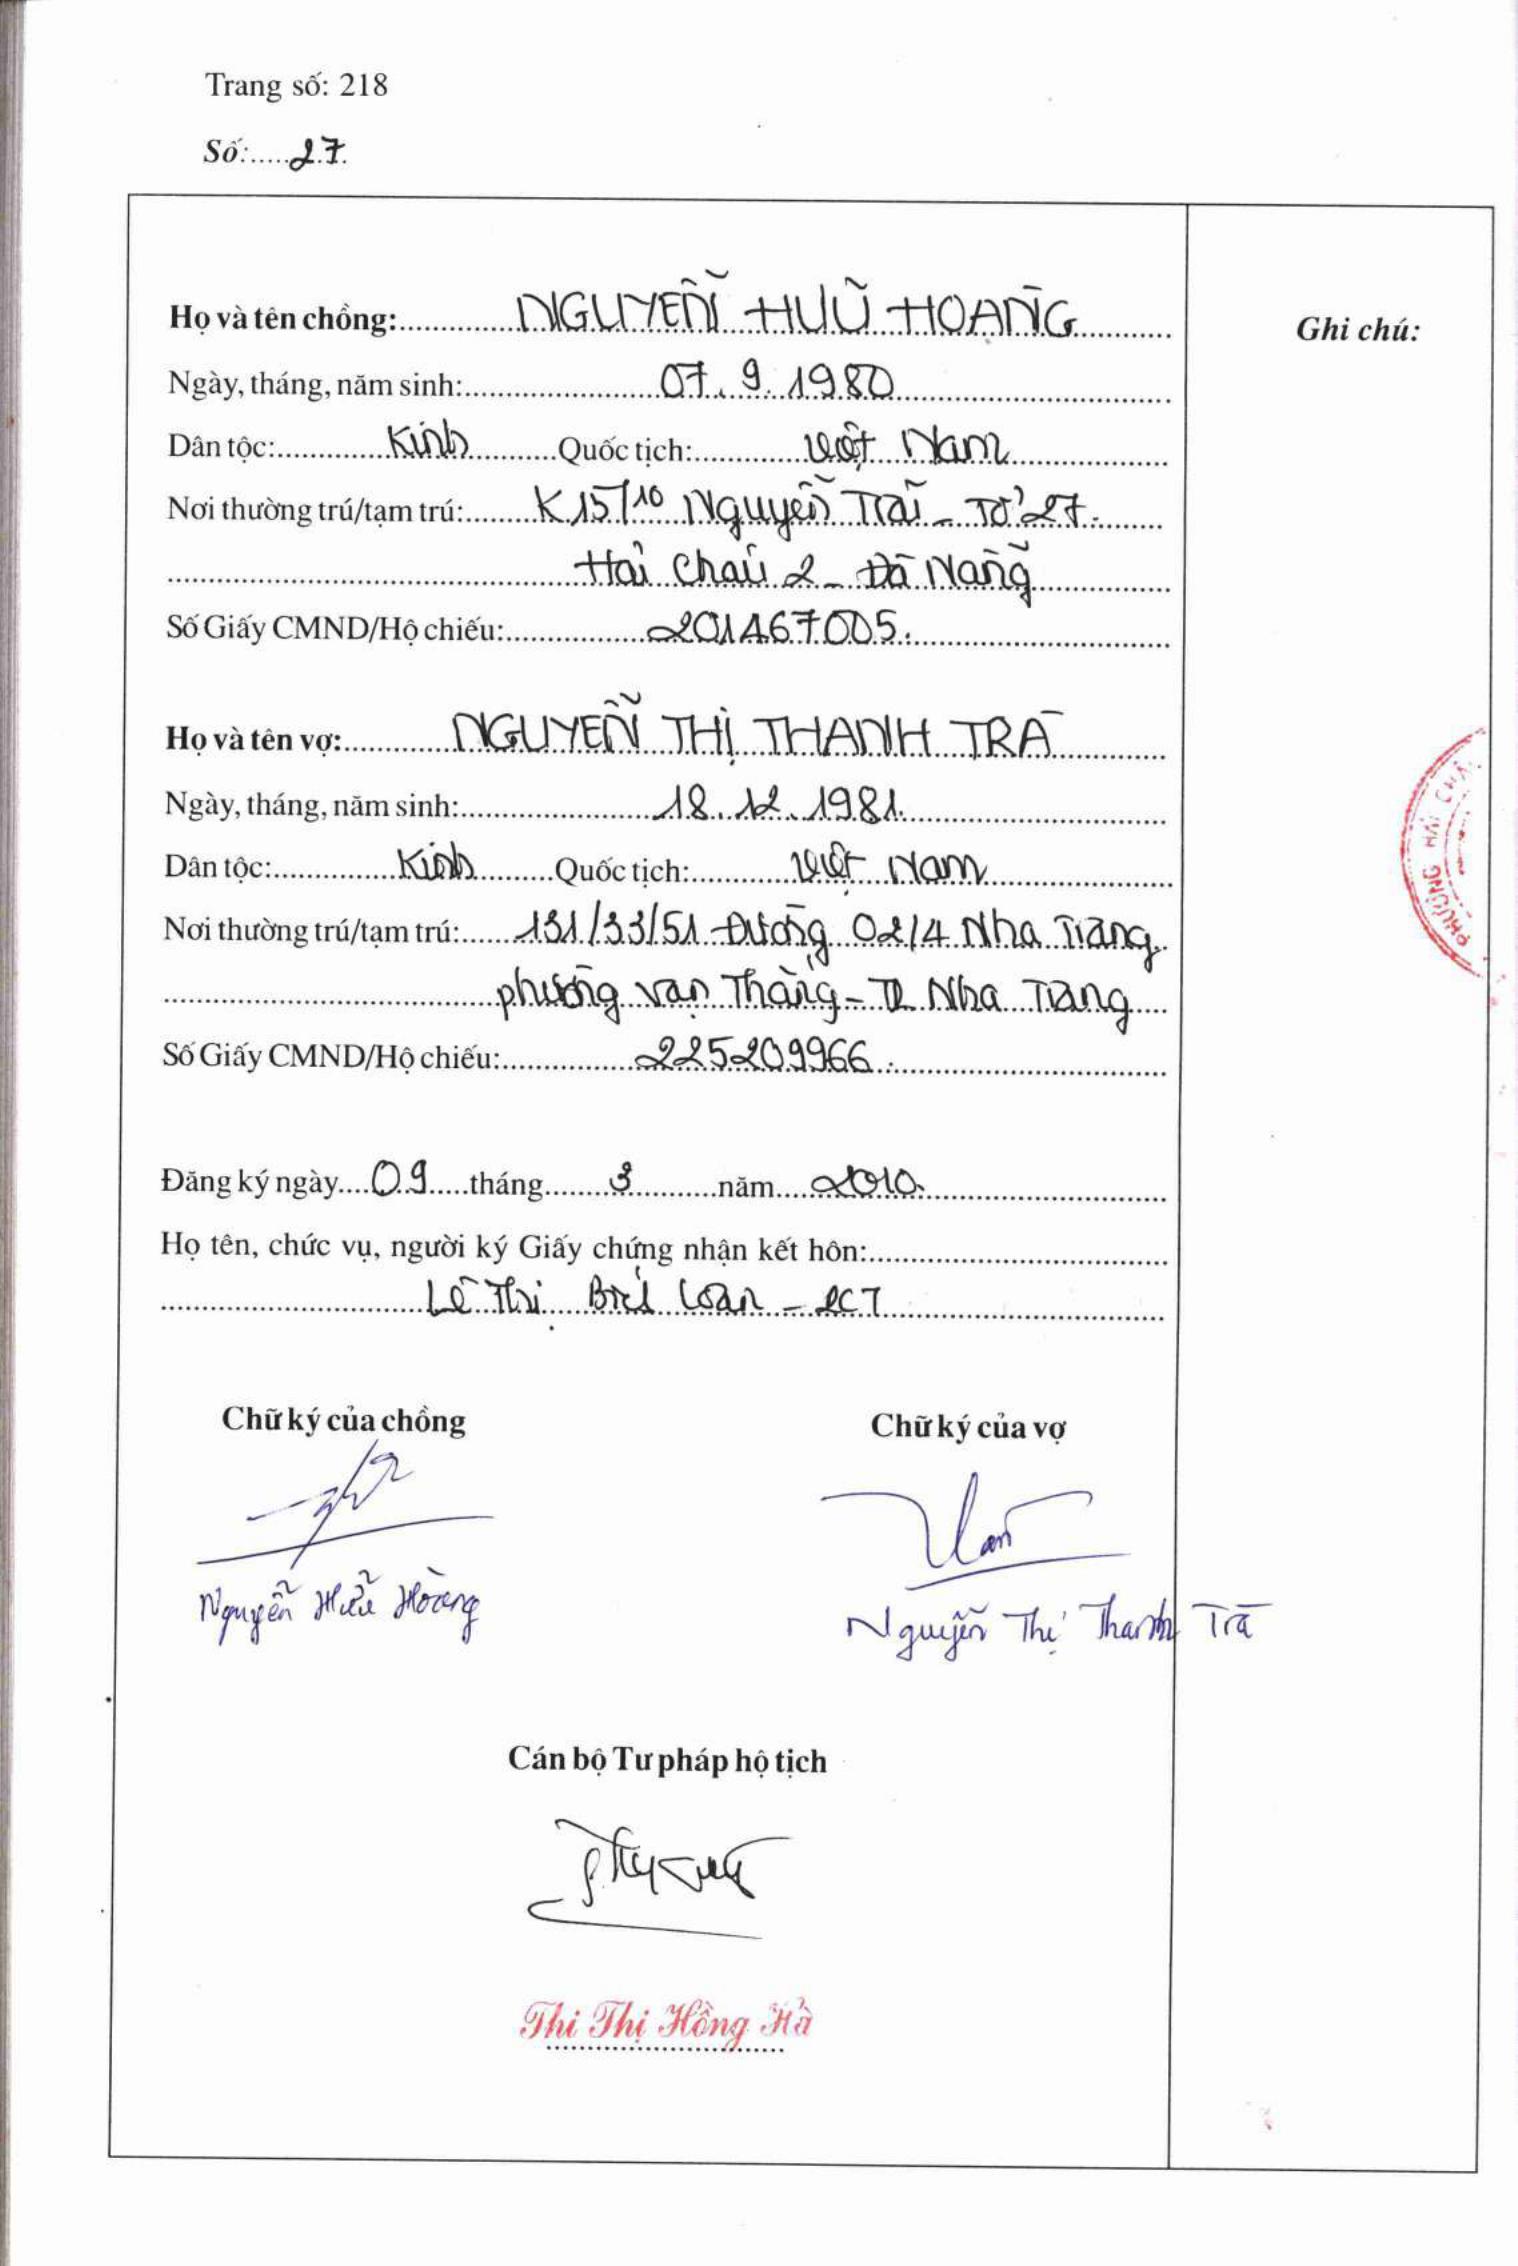 Trang số: 218
Số:.....27.
Họ và tên chồng: NGUYỄN HỮU HOÀNG
Ghi chú:
Ngày, tháng, năm sinh: 07. 9. 1980
Dân tộc: Kinh Quốc tịch: Việt Nam
Nơi thường trú/tạm trú: K15/10 Nguyễn Trãi - Tổ 27.
Hải Châu 2 - Đà Nẵng
Số Giấy CMND/Hộ chiếu: 201467005.
Họ và tên vợ: NGUYỄN THỊ THANH TRÀ
Ngày, tháng, năm sinh: 18. 12. 1981.
Dân tộc: Kinh Quốc tịch: Việt Nam
Nơi thường trú/tạm trú: 131/33/51 Đường 02/4 Nha Trang
phường Vạn Thắng - TP Nha Trang
Số Giấy CMND/Hộ chiếu: 225209966.
Đăng ký ngày 09 tháng 3 năm 2010.
Họ tên, chức vụ, người ký Giấy chứng nhận kết hôn:
Lê Thị Bích Loan - PCT
Chữ ký của chồng
Chữ ký của vợ
Nguyễn Hữu Hoàng
Nguyễn Thị Thanh Trà
Cán bộ Tư pháp hộ tịch
Thi Thị Hồng Hà
PHƯỜNG HẢI CHÂU